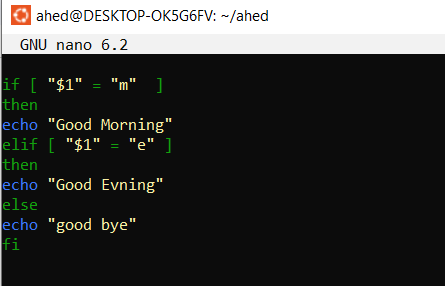 ahed@DESKTOP-OK5G6FV: ~/ahed
GNU nano 6.2
if [ "$1" = "m"  ]
then
echo "Good Morning"
elif [ "$1" = "e" ]
then
echo "Good Evning"
else
echo "good bye"
fi